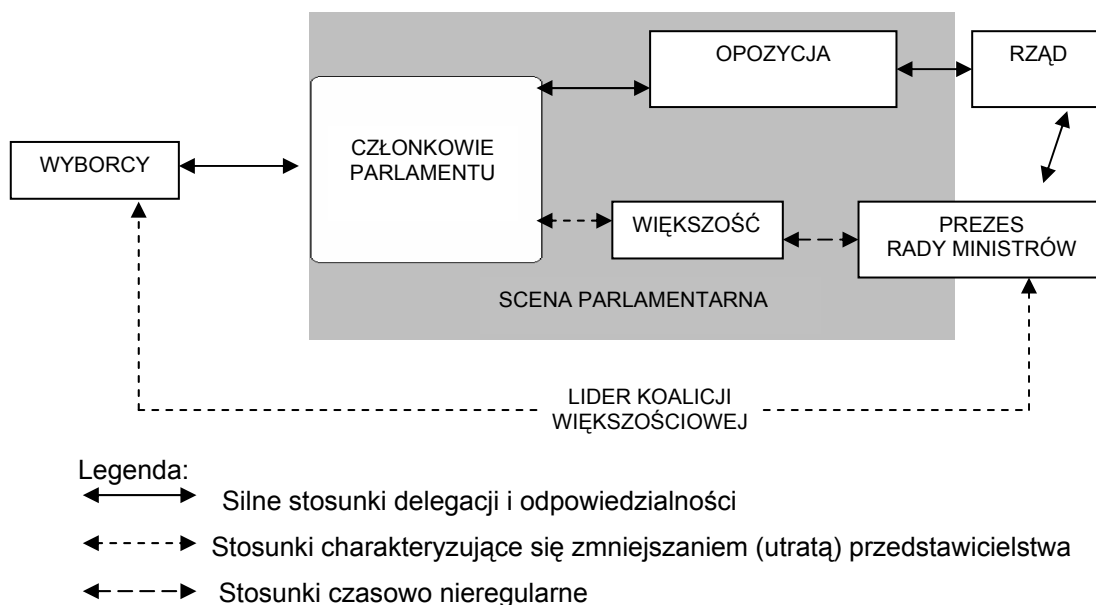 OPOZYCJA
RZĄD
CZŁONKOWIE
PARLAMENTU
WYBORCY
WIĘKSZOŚĆ
PREZES
RADY MINISTRÓW
SCENA PARLAMENTARNA
LIDER KOALICJI
WIĘKSZOŚCIOWEJ
Legenda:
Silne stosunki delegacji i odpowiedzialności
Stosunki charakteryzujące się zmniejszaniem (utratą) przedstawicielstwa
Stosunki czasowo nieregularne